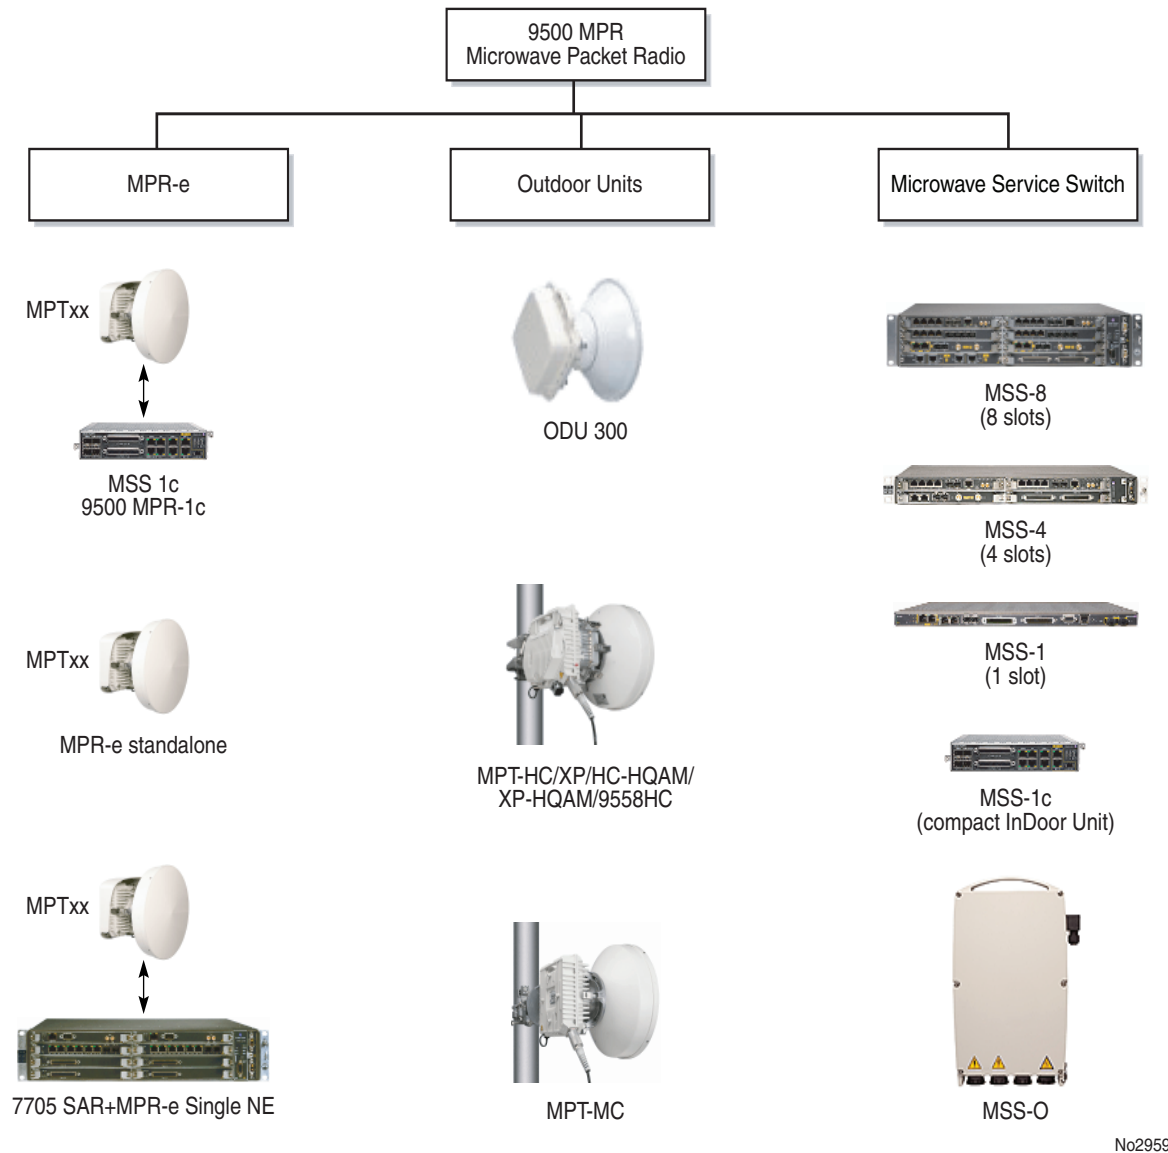 9500 MPR
Microwave Packet Radio
MPR-e
Outdoor Units
Microwave Service Switch
MPTxx
MSS 1c
9500 MPR-1c
MPTxx
MPR-e standalone
MPTxx
7705 SAR+MPR-e Single NE
ODU 300
MPT-HC/XP/HC-HQAM/
XP-HQAM/9558HC
MPT-MC
MSS-8
(8 slots)
MSS-4
(4 slots)
MSS-1
(1 slot)
MSS-1c
(compact InDoor Unit)
MSS-O
No2959